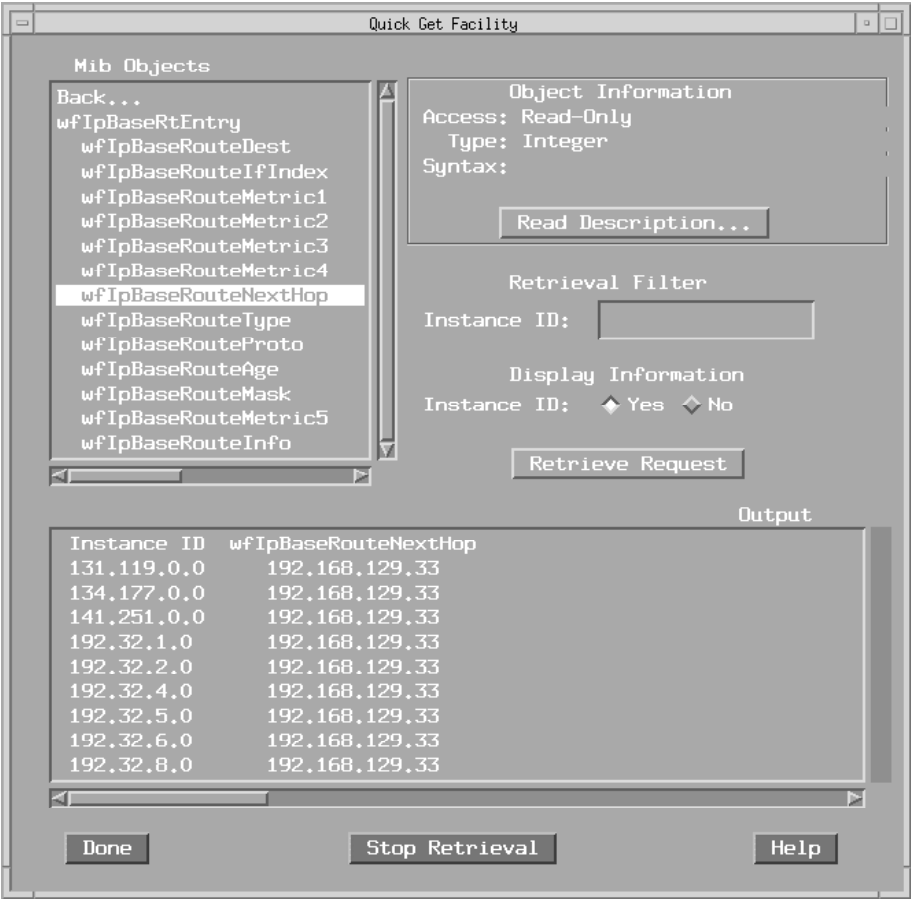 Quick Get Facility
Mib Objects
Back...
wfIpBaseRtEntry
wfIpBaseRouteDest
wfIpBaseRouteIfIndex
wfIpBaseRouteMetric1
wfIpBaseRouteMetric2
wfIpBaseRouteMetric3
wfIpBaseRouteMetric4
wfIpBaseRouteNextHop
wfIpBaseRouteType
wfIpBaseRouteProto
wfIpBaseRouteAge
wfIpBaseRouteMask
wfIpBaseRouteMetric5
wfIpBaseRouteInfo
Object Information
Access: Read-Only
Type: Integer
Syntax:
Read Description...
Retrieval Filter
Instance ID:
Display Information
Instance ID: Yes No
Retrieve Request
Output
Instance ID wfIpBaseRouteNextHop
131.119.0.0 192.168.129.33
134.177.0.0 192.168.129.33
141.251.0.0 192.168.129.33
192.32.1.0 192.168.129.33
192.32.2.0 192.168.129.33
192.32.4.0 192.168.129.33
192.32.5.0 192.168.129.33
192.32.6.0 192.168.129.33
192.32.8.0 192.168.129.33
Done Stop Retrieval Help